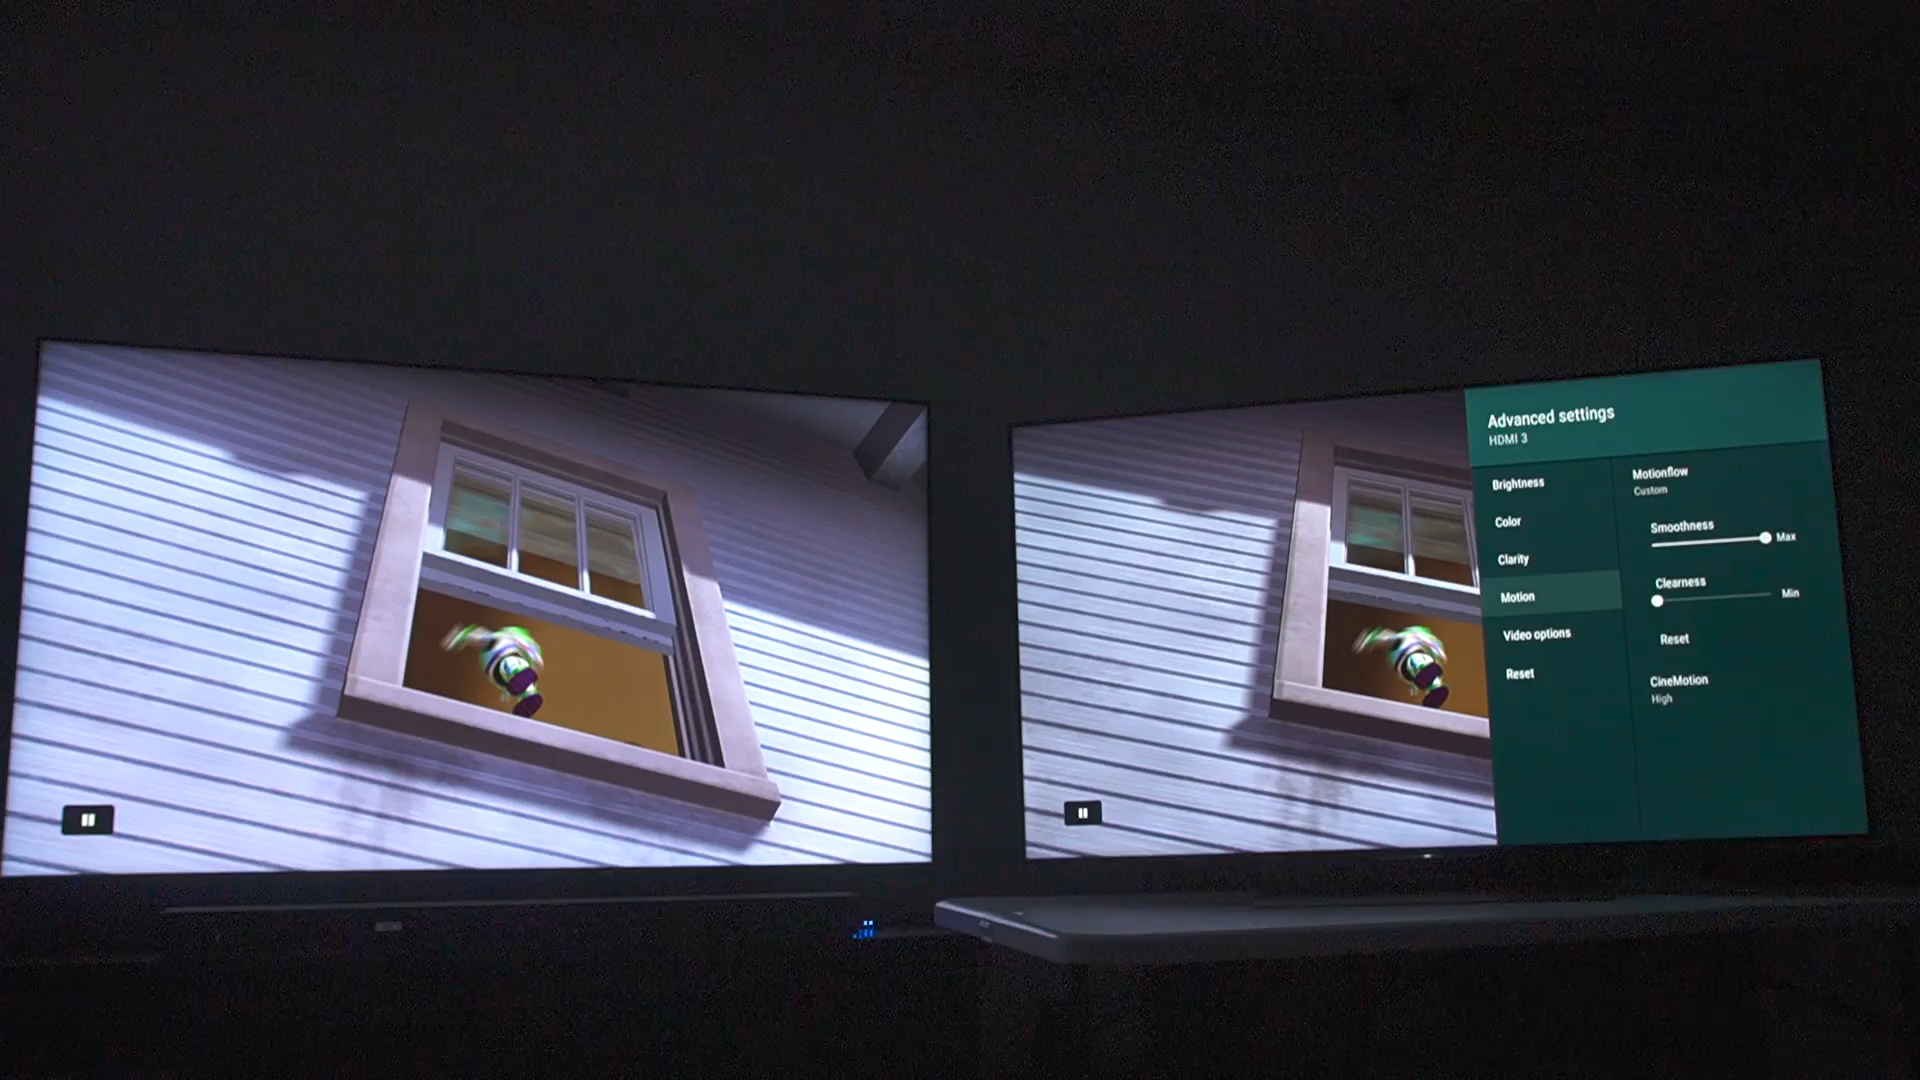 Advanced settings
HDMI 3
Brightness
Color
Clarity
Motion
Video options
Reset
Motionflow
Custom
Smoothness
Max
Clearness
Min
Reset
CineMotion
High